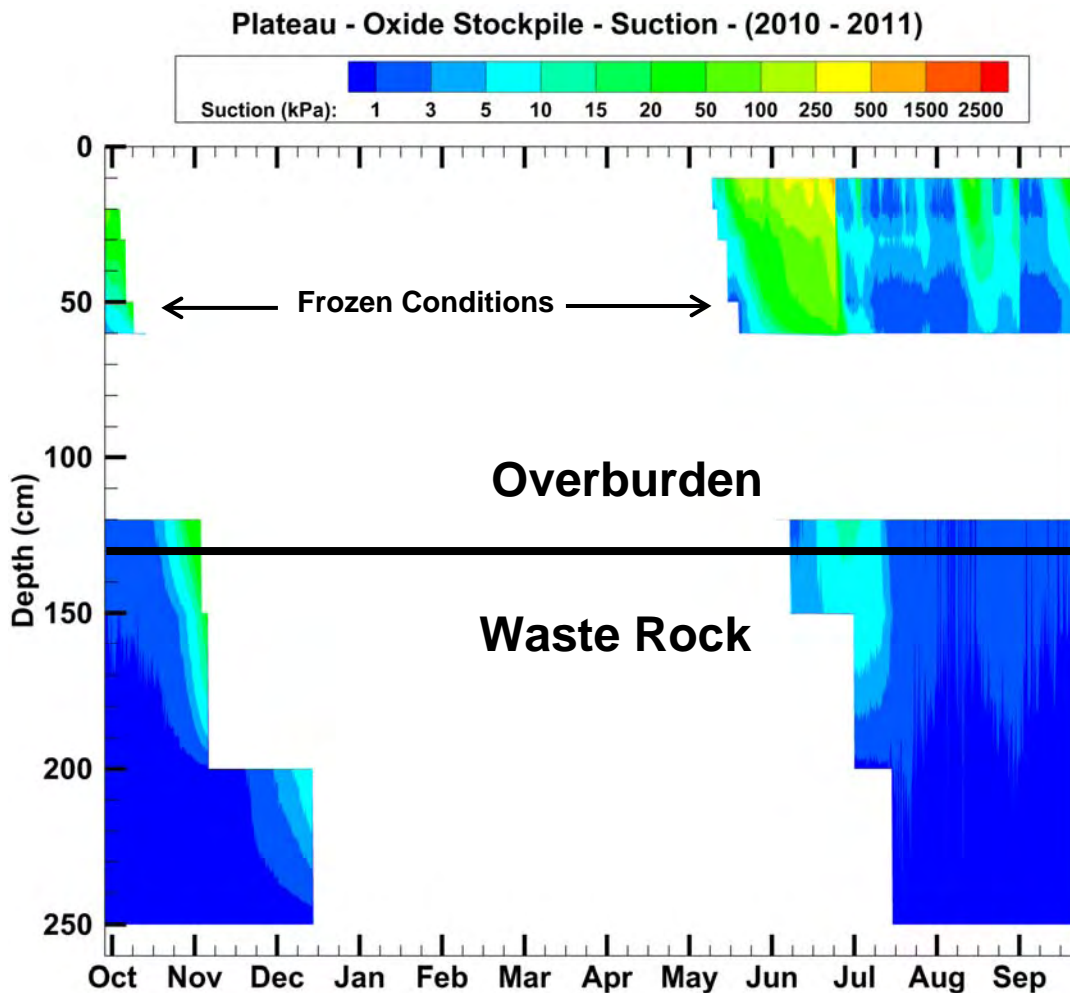 Plateau - Oxide Stockpile - Suction - (2010 - 2011)
Suction (kPa): 1 3 5 10 15 20 50 100 250 500 1500 2500
0
50
100
150
200
250
Depth (cm)
Frozen Conditions
Overburden
Waste Rock
Oct Nov Dec Jan Feb Mar Apr May Jun Jul Aug Sep